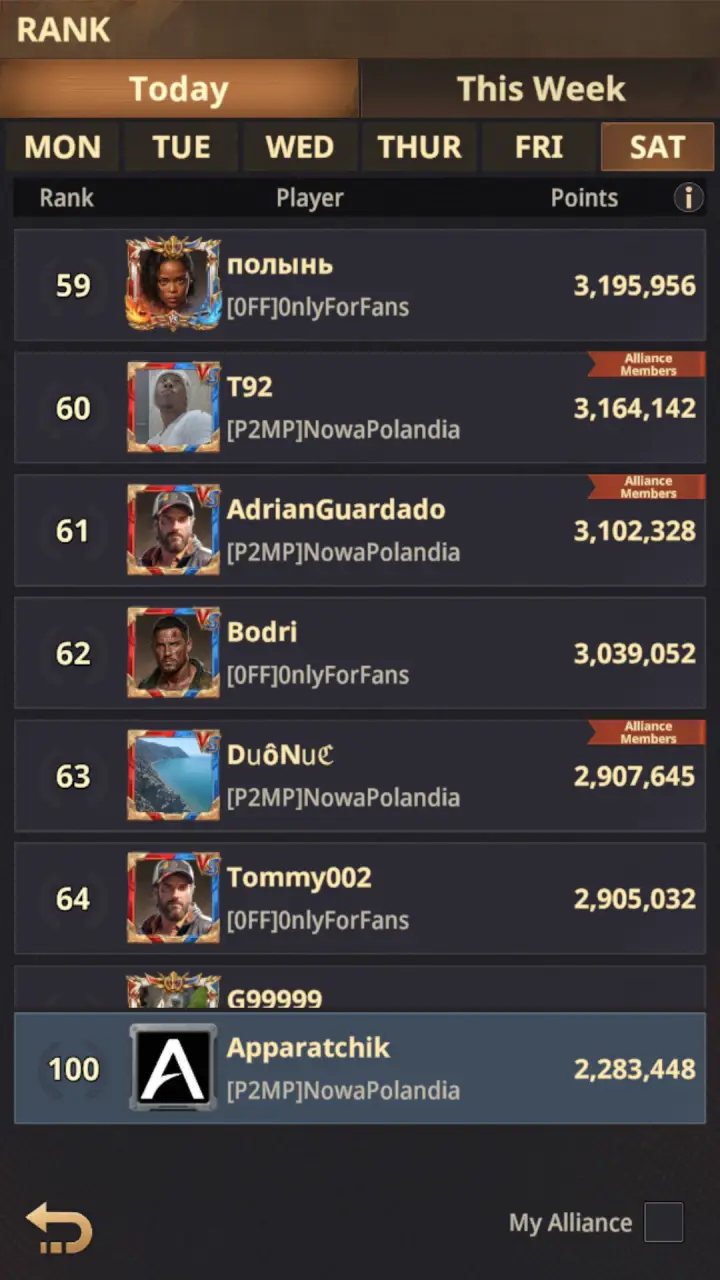 RANK
Today This Week
MON TUE WED THUR FRI SAT
Rank Player Points i
59 полынь 3,195,956
[0FF]0nlyForFans
Alliance Members
60 T92 3,164,142
[P2MP]NowaPolandia
Alliance Members
61 AdrianGuardado 3,102,328
[P2MP]NowaPolandia
62 Bodri 3,039,052
[0FF]0nlyForFans
Alliance Members
63 DuôNuℭ 2,907,645
[P2MP]NowaPolandia
64 Tommy002 2,905,032
[0FF]0nlyForFans
G99999
100 Apparatchik 2,283,448
[P2MP]NowaPolandia
My Alliance